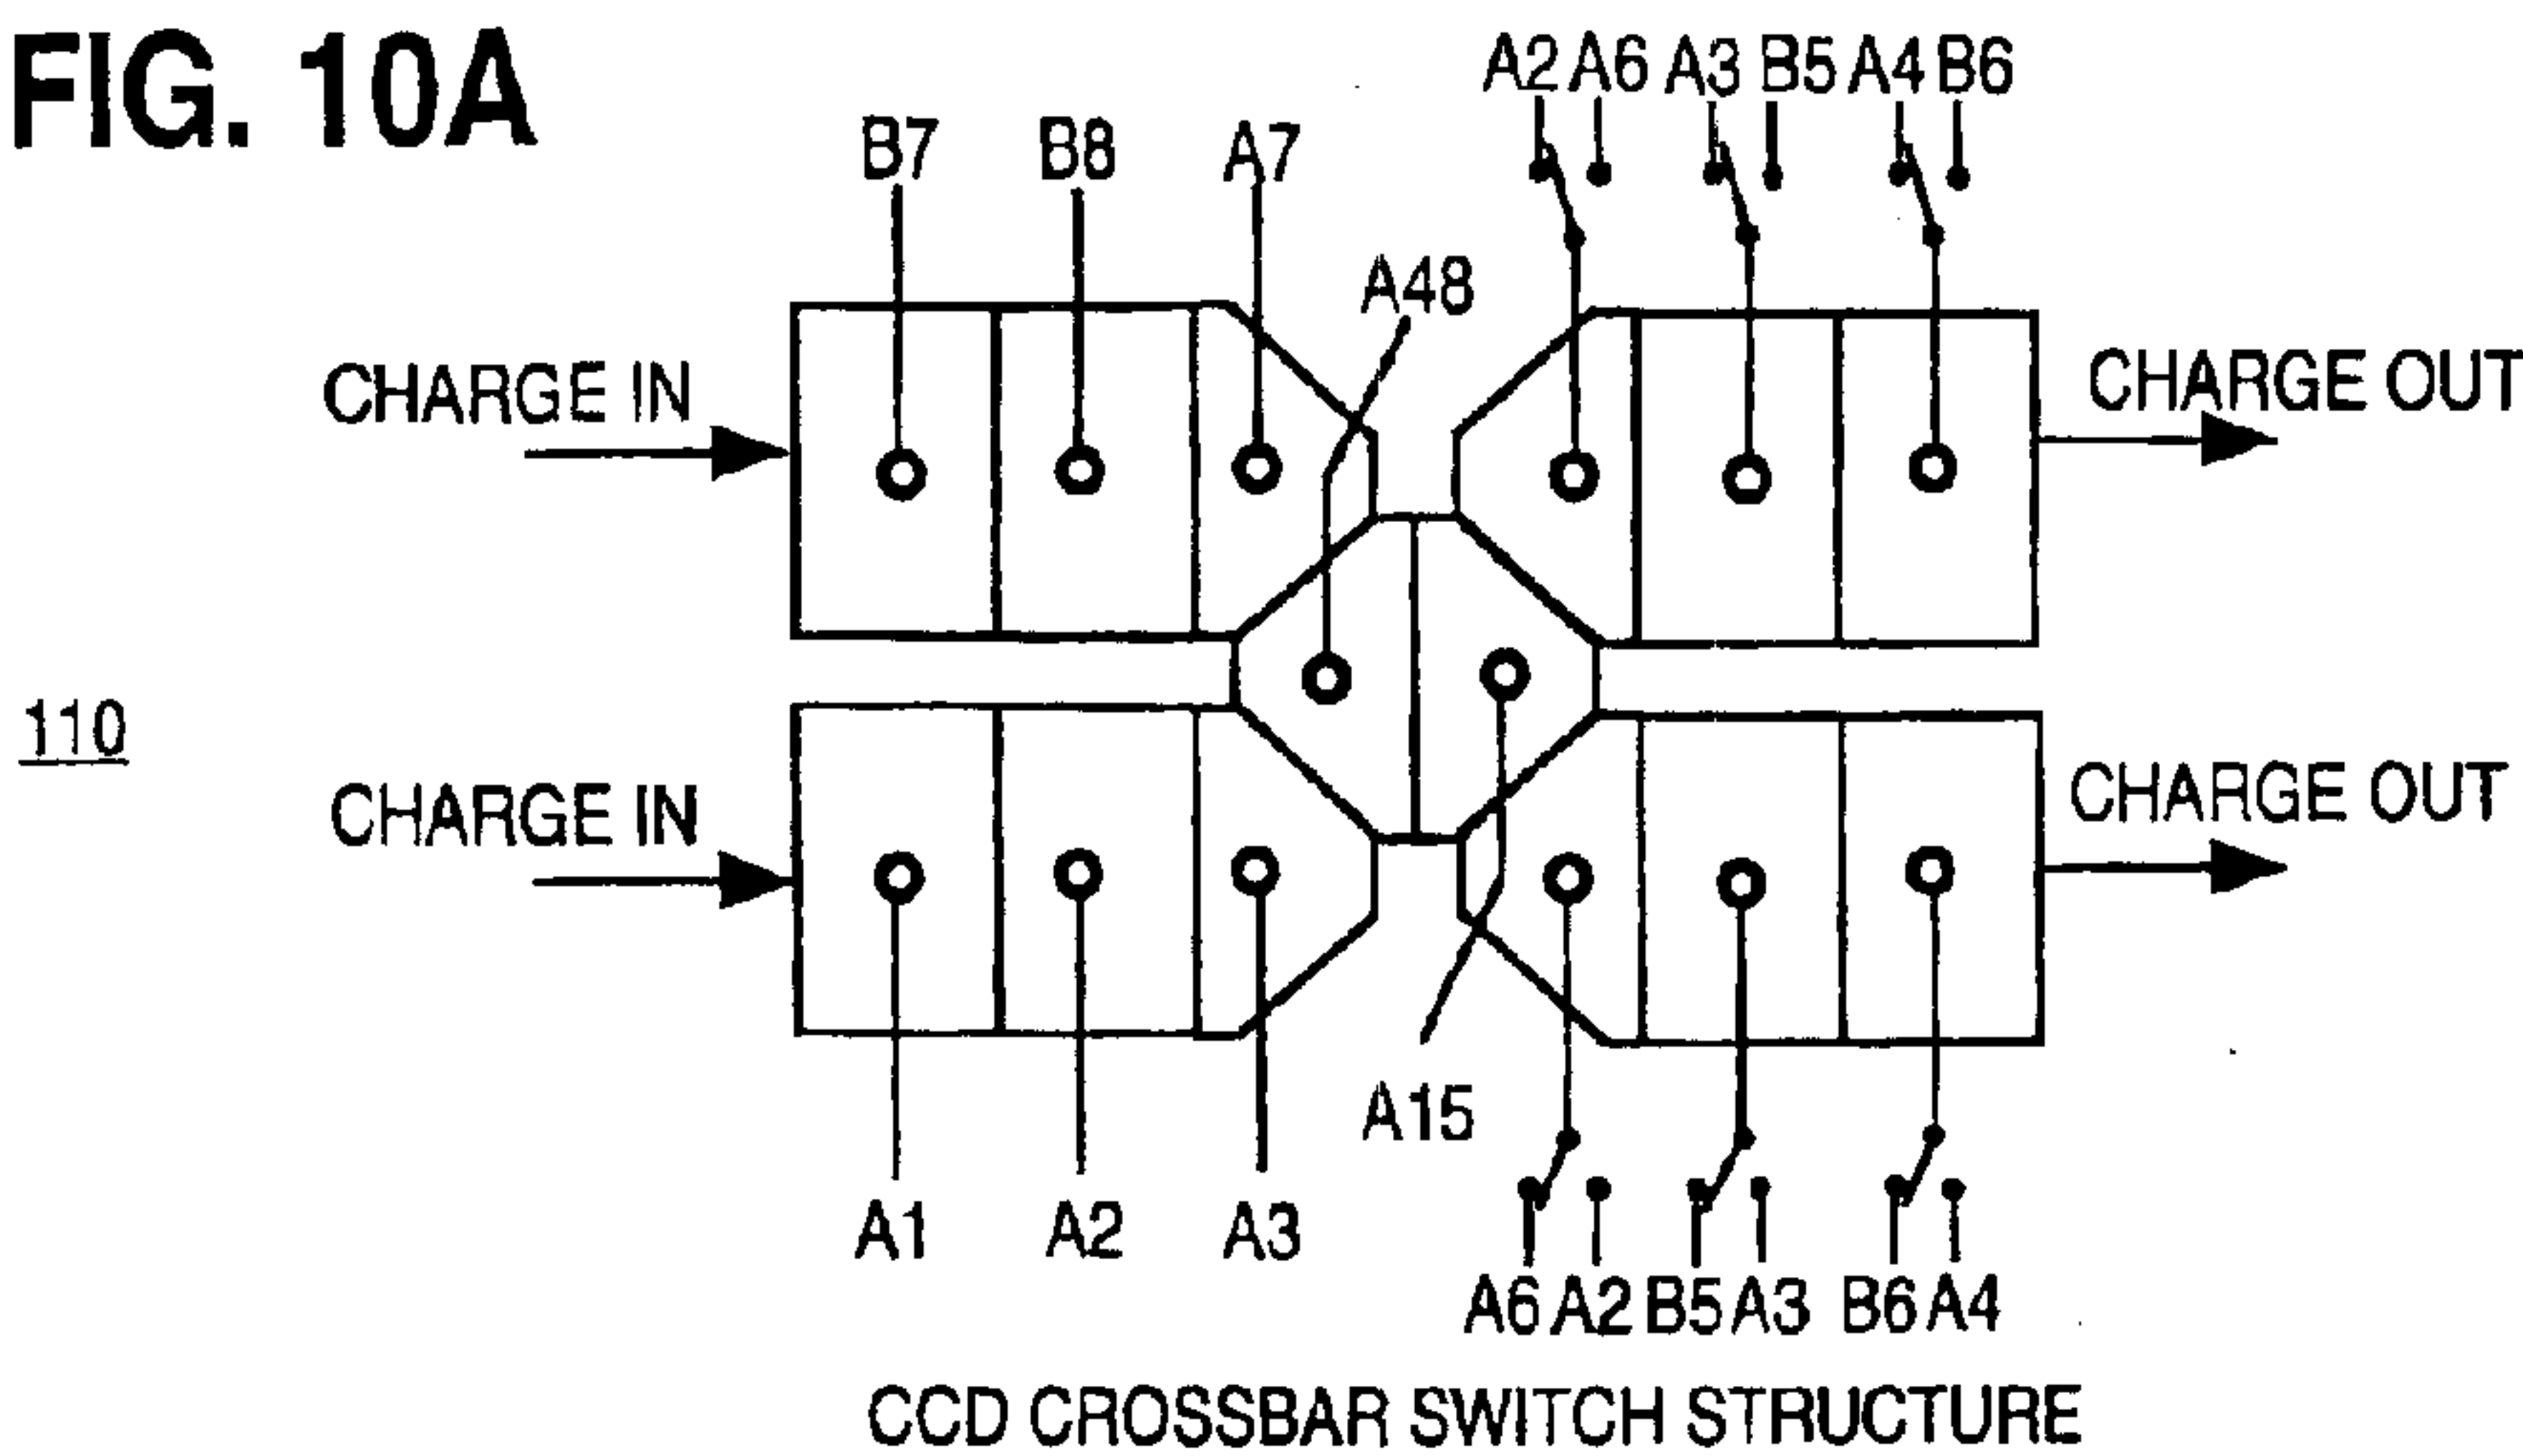 FIG. 10A
A2 A6 A3 B5 A4 B6
B7 B8 A7
A48
CHARGE IN
CHARGE OUT
110
CHARGE IN
CHARGE OUT
A15
A1 A2 A3
A6 A2 B5 A3 B6 A4
CCD CROSSBAR SWITCH STRUCTURE